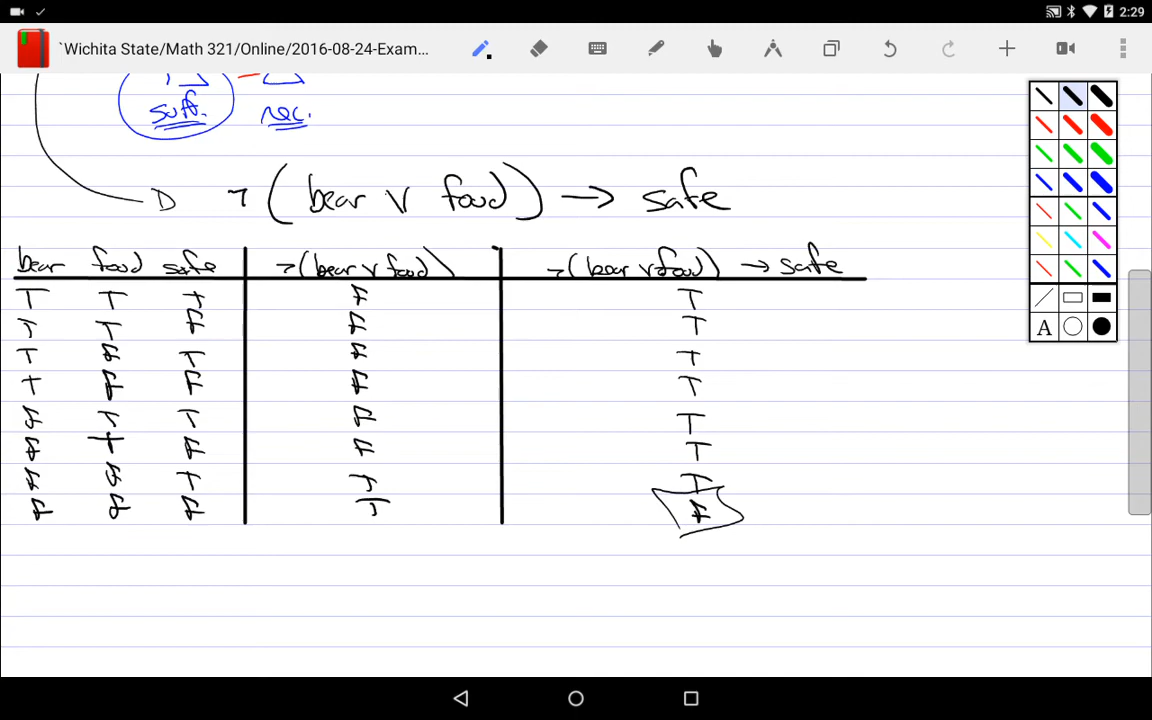 2:29
`Wichita State/Math 321/Online/2016-08-24-Exam...
suff. nec.
D ¬(bear ∨ food) → safe
bear food safe ¬(bear ∨ food) ¬(bear ∨ food) → safe
T T T F T
T T F F T
T F T F T
T F F F T
F T T F T
F T F F T
F F T T T
F F F T F
A